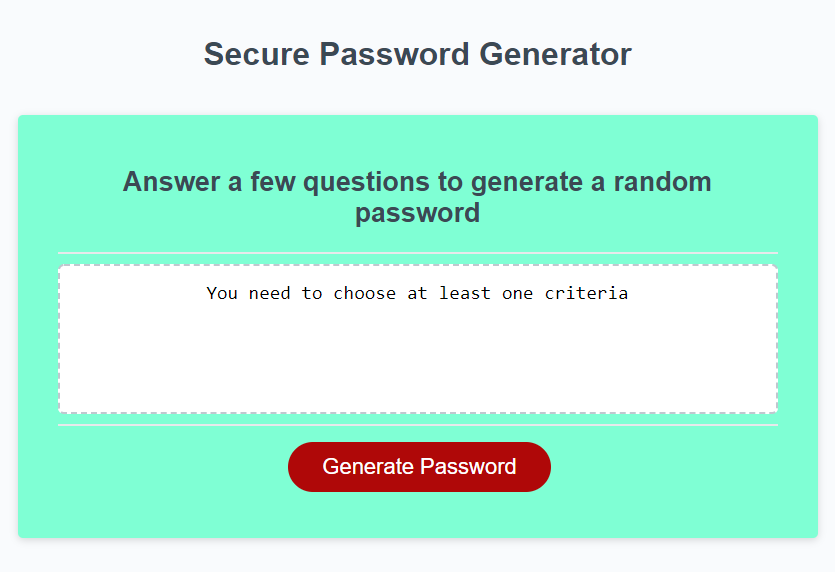 Secure Password Generator
Answer a few questions to generate a random
password
You need to choose at least one criteria
Generate Password